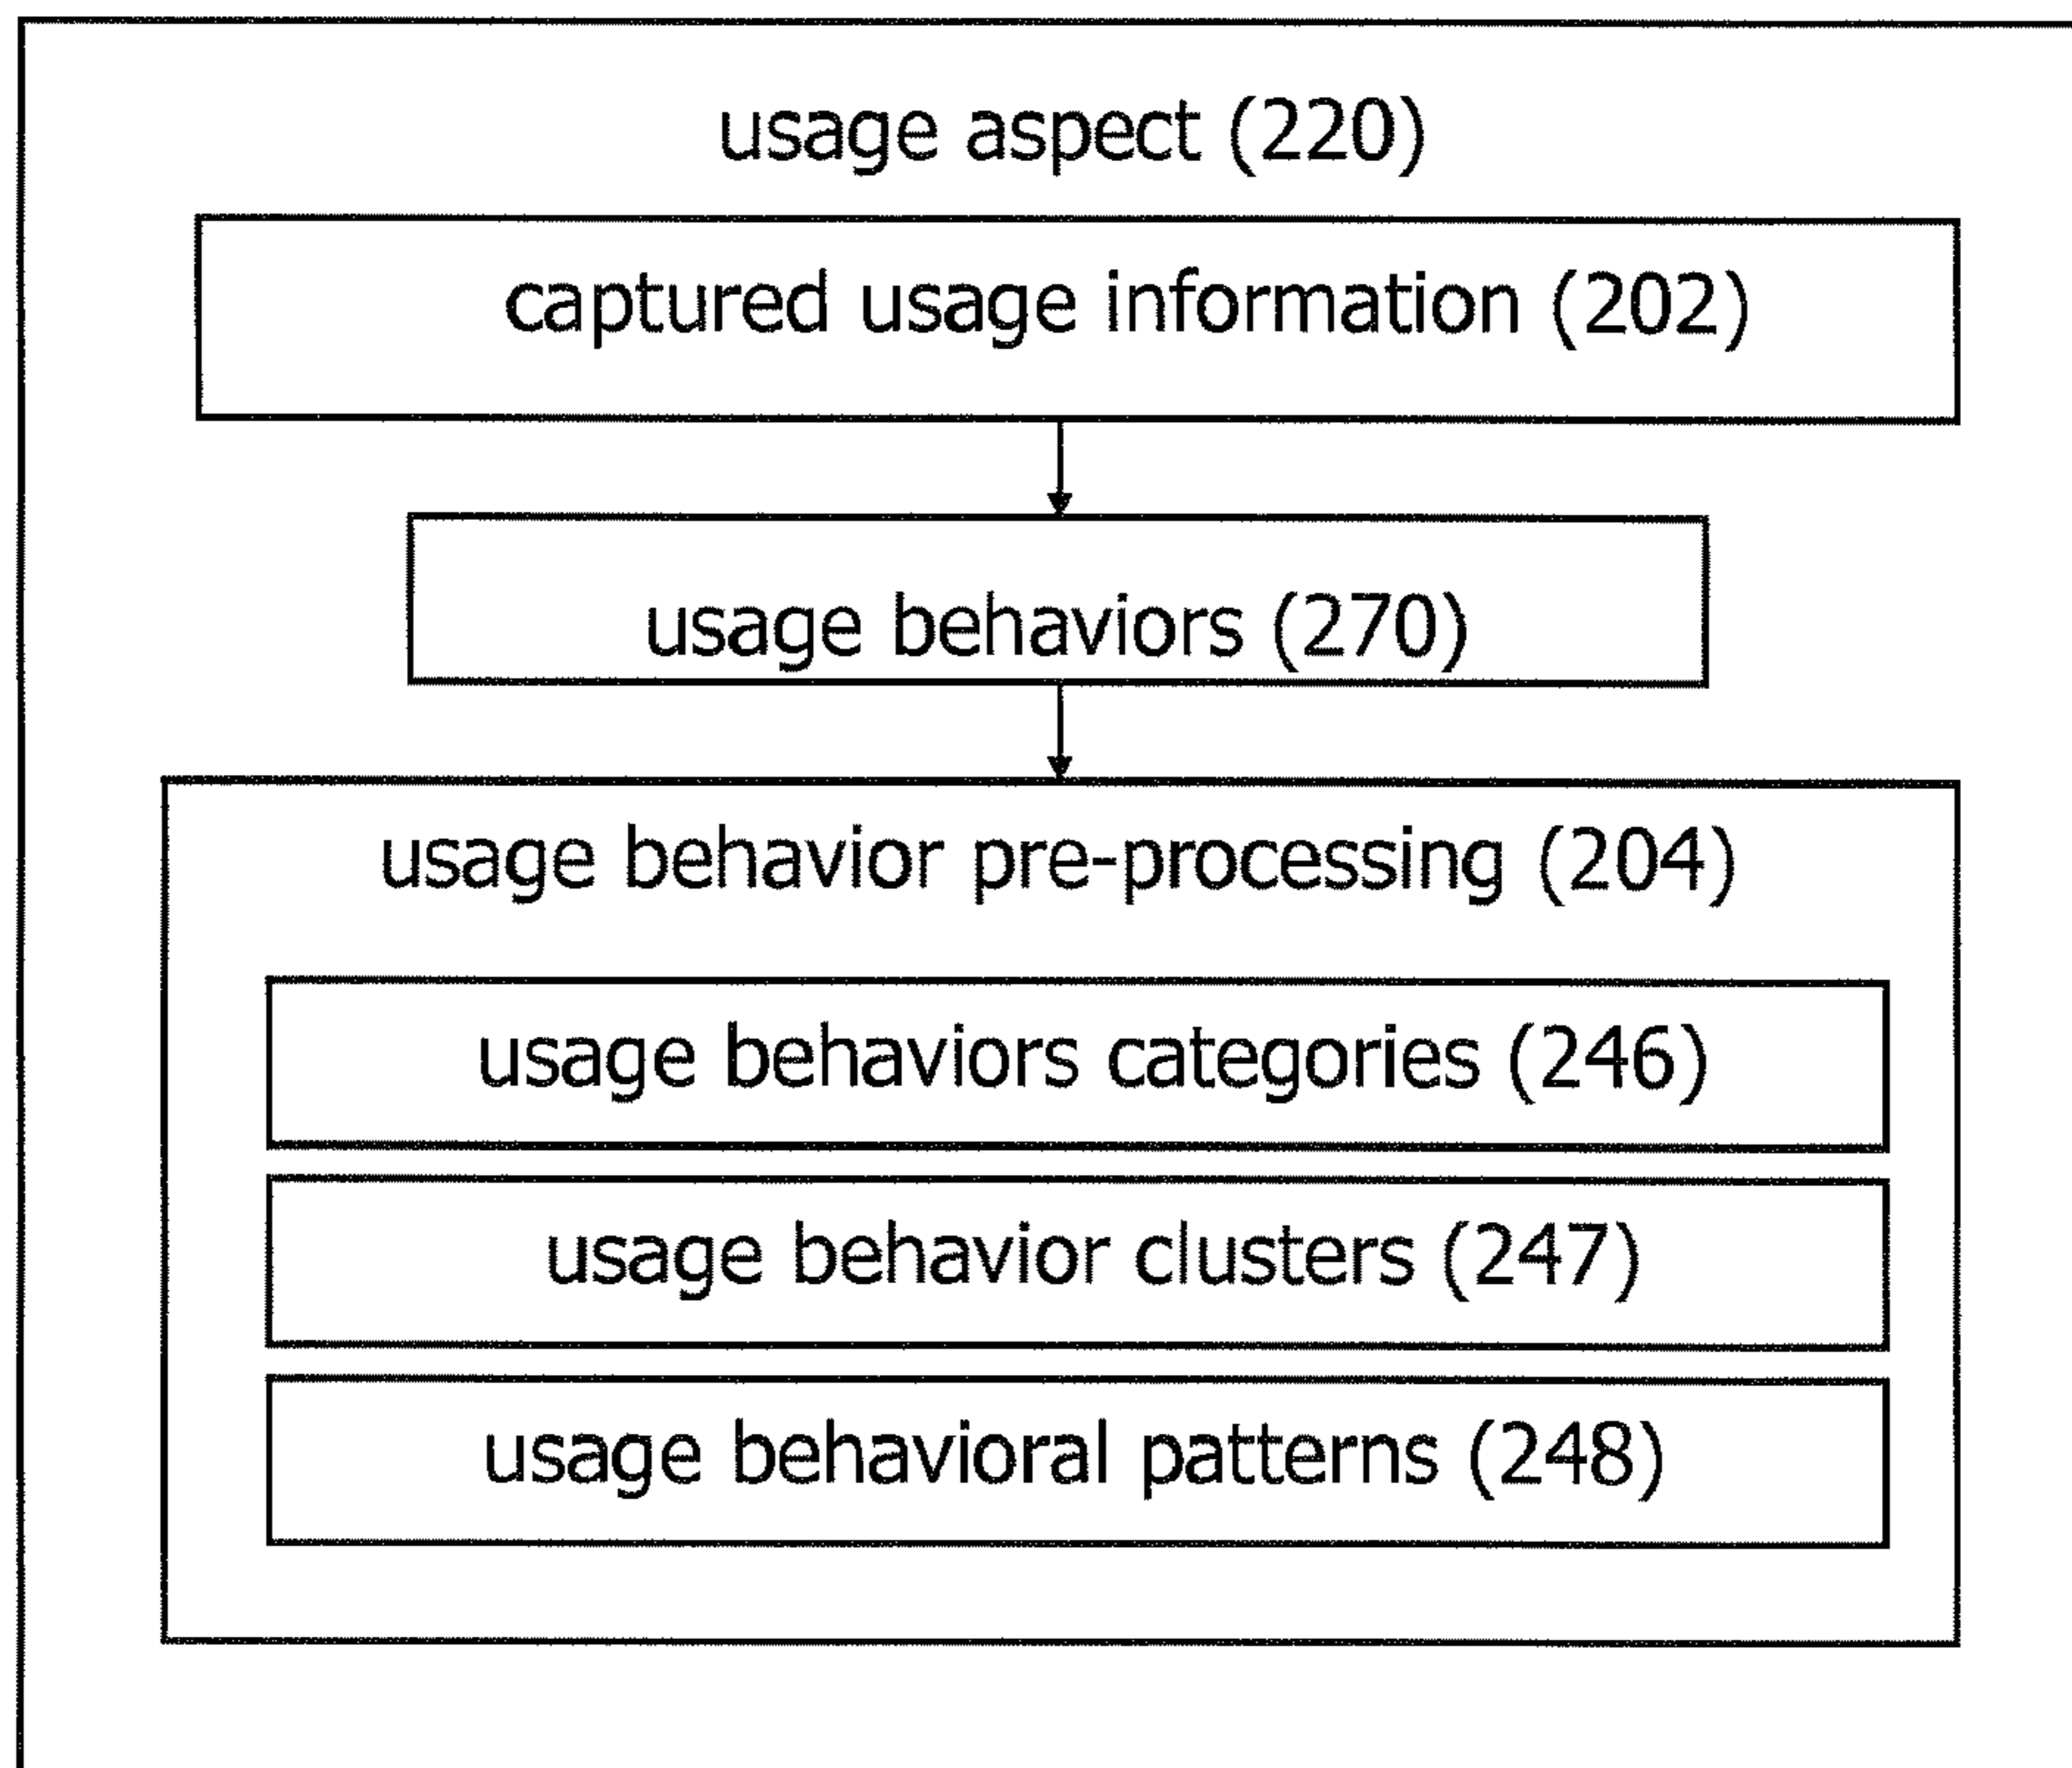 usage aspect (220)
captured usage information (202)
usage behaviors (270)
usage behavior pre-processing (204)
usage behaviors categories (246)
usage behavior clusters (247)
usage behavioral patterns (248)